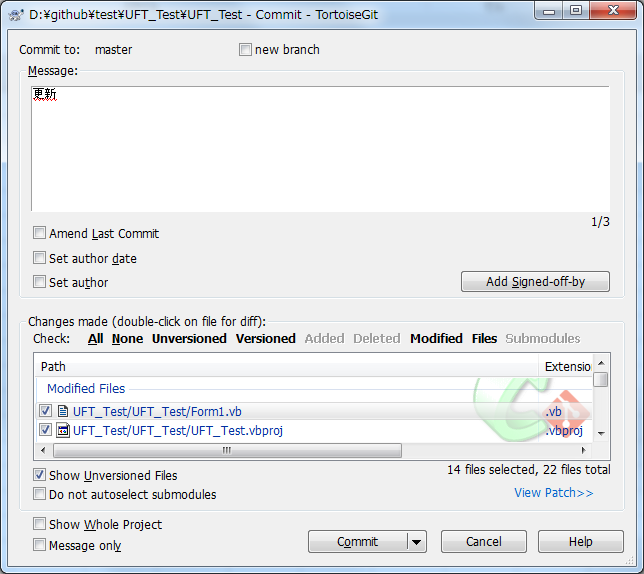 D:¥github¥test¥UFT_Test¥UFT_Test - Commit - TortoiseGit
Commit to: master new branch
Message:
更新
1/3
Amend Last Commit
Set author date
Set author
Add Signed-off-by
Changes made (double-click on file for diff):
Check: All None Unversioned Versioned Added Deleted Modified Files Submodules
Path Extensio
Modified Files
UFT_Test/UFT_Test/Form1.vb .vb
UFT_Test/UFT_Test/UFT_Test.vbproj .vbproj
Show Unversioned Files
14 files selected, 22 files total
Do not autoselect submodules
View Patch>>
Show Whole Project
Message only
Commit Cancel Help